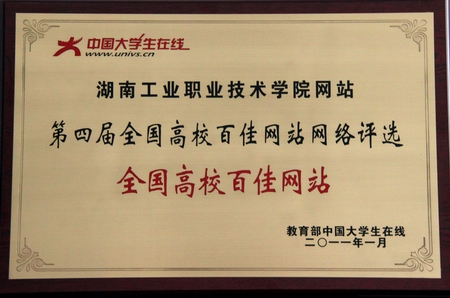 中国大学生在线
www.univs.cn
湖南工业职业技术学院网站
第四届全国高校百佳网站网络评选
全国高校百佳网站
教育部中国大学生在线
二〇一一年一月